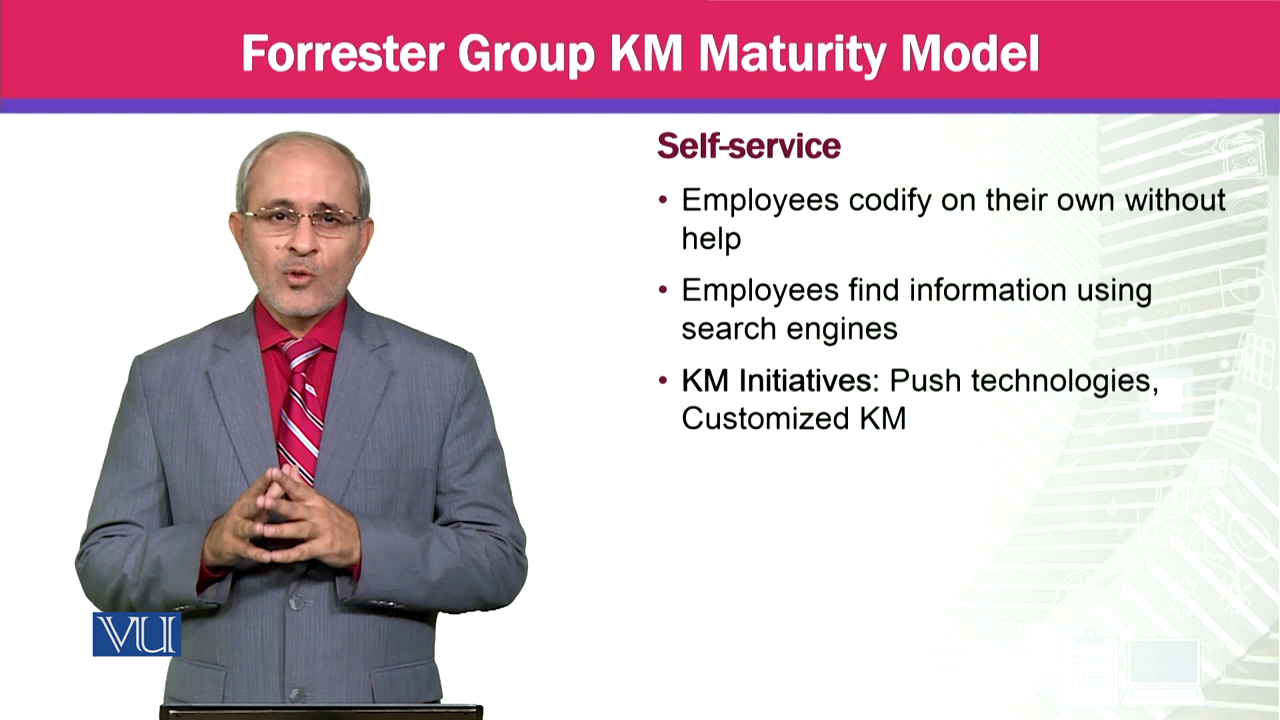 Forrester Group KM Maturity Model
Self-service
• Employees codify on their own without
help
• Employees find information using
search engines
• KM Initiatives: Push technologies,
Customized KM
VU